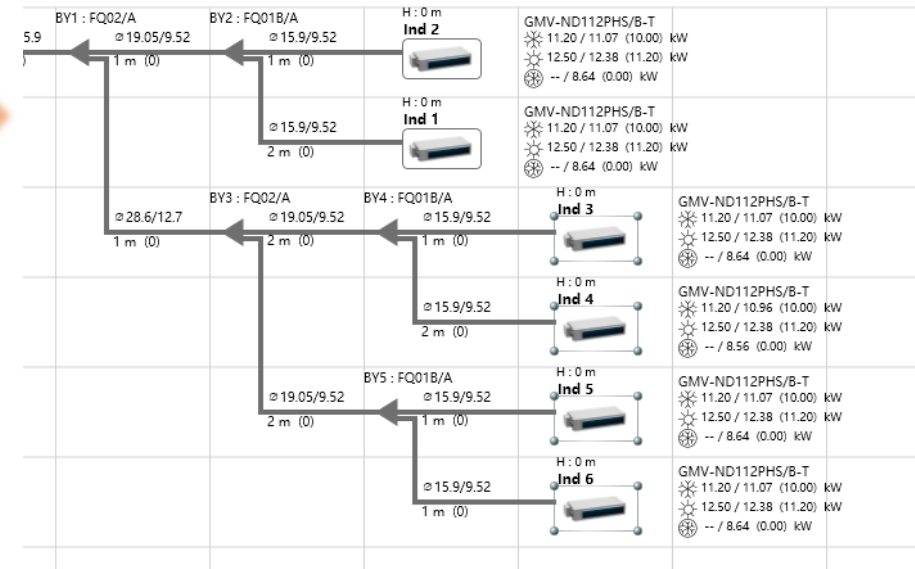 BY1 : FQ02/A
BY2 : FQ01B/A
H : 0 m
Ind 2
5.9
⌀ 19.05/9.52
⌀ 15.9/9.52
)
1 m (0)
1 m (0)
GMV-ND112PHS/B-T
11.20 / 11.07 (10.00) kW
12.50 / 12.38 (11.20) kW
-- / 8.64 (0.00) kW
H : 0 m
Ind 1
⌀ 15.9/9.52
2 m (0)
GMV-ND112PHS/B-T
11.20 / 11.07 (10.00) kW
12.50 / 12.38 (11.20) kW
-- / 8.64 (0.00) kW
BY3 : FQ02/A
BY4 : FQ01B/A
H : 0 m
Ind 3
⌀ 28.6/12.7
⌀ 19.05/9.52
⌀ 15.9/9.52
1 m (0)
2 m (0)
1 m (0)
GMV-ND112PHS/B-T
11.20 / 11.07 (10.00) kW
12.50 / 12.38 (11.20) kW
-- / 8.64 (0.00) kW
H : 0 m
Ind 4
⌀ 15.9/9.52
2 m (0)
GMV-ND112PHS/B-T
11.20 / 10.96 (10.00) kW
12.50 / 12.38 (11.20) kW
-- / 8.56 (0.00) kW
BY5 : FQ01B/A
H : 0 m
Ind 5
⌀ 19.05/9.52
⌀ 15.9/9.52
2 m (0)
1 m (0)
GMV-ND112PHS/B-T
11.20 / 11.07 (10.00) kW
12.50 / 12.38 (11.20) kW
-- / 8.64 (0.00) kW
H : 0 m
Ind 6
⌀ 15.9/9.52
1 m (0)
GMV-ND112PHS/B-T
11.20 / 11.07 (10.00) kW
12.50 / 12.38 (11.20) kW
-- / 8.64 (0.00) kW